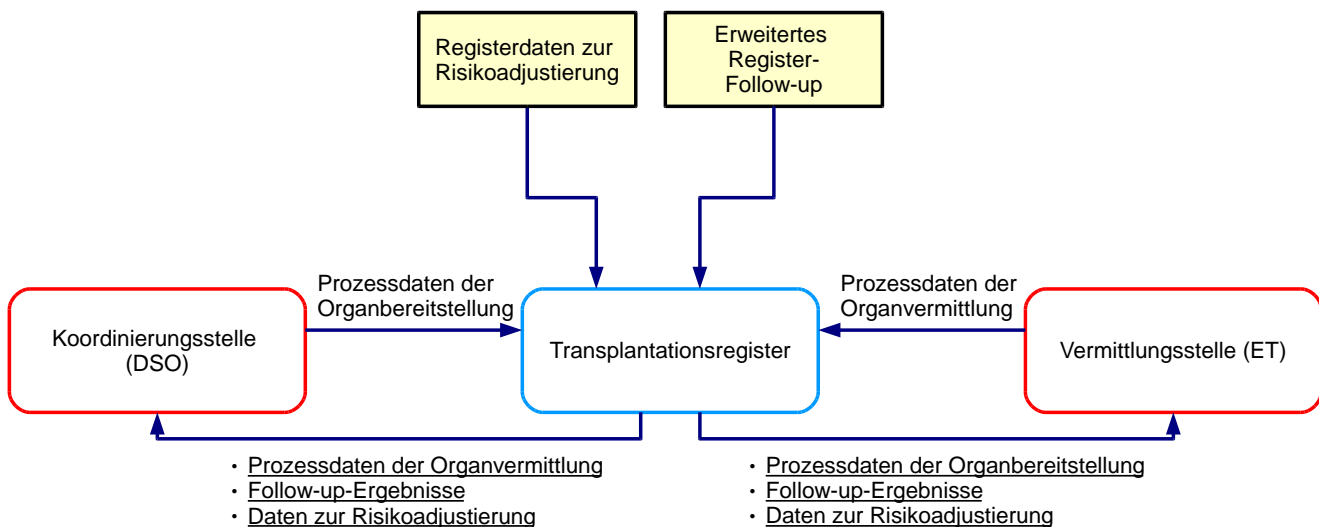 Registerdaten zur
Risikoadjustierung
Erweitertes
Register-
Follow-up
Prozessdaten der
Organbereitstellung
Prozessdaten der
Organvermittlung
Koordinierungsstelle
(DSO)
Transplantationsregister
Vermittlungsstelle (ET)
· Prozessdaten der Organvermittlung
· Follow-up-Ergebnisse
· Daten zur Risikoadjustierung
· Prozessdaten der Organbereitstellung
· Follow-up-Ergebnisse
· Daten zur Risikoadjustierung